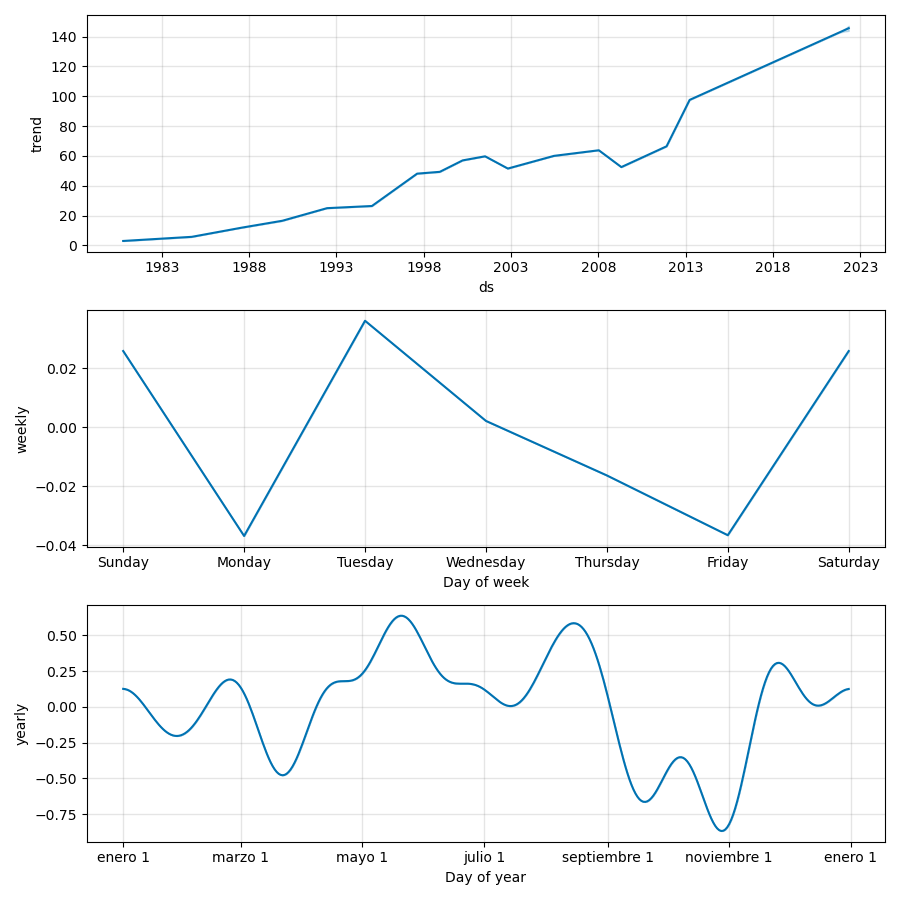 trend
140
120
100
80
60
40
20
0
1983 1988 1993 1998 2003 2008 2013 2018 2023
ds
weekly
0.02
0.00
−0.02
−0.04
Sunday Monday Tuesday Wednesday Thursday Friday Saturday
Day of week
yearly
0.50
0.25
0.00
−0.25
−0.50
−0.75
enero 1 marzo 1 mayo 1 julio 1 septiembre 1 noviembre 1 enero 1
Day of year